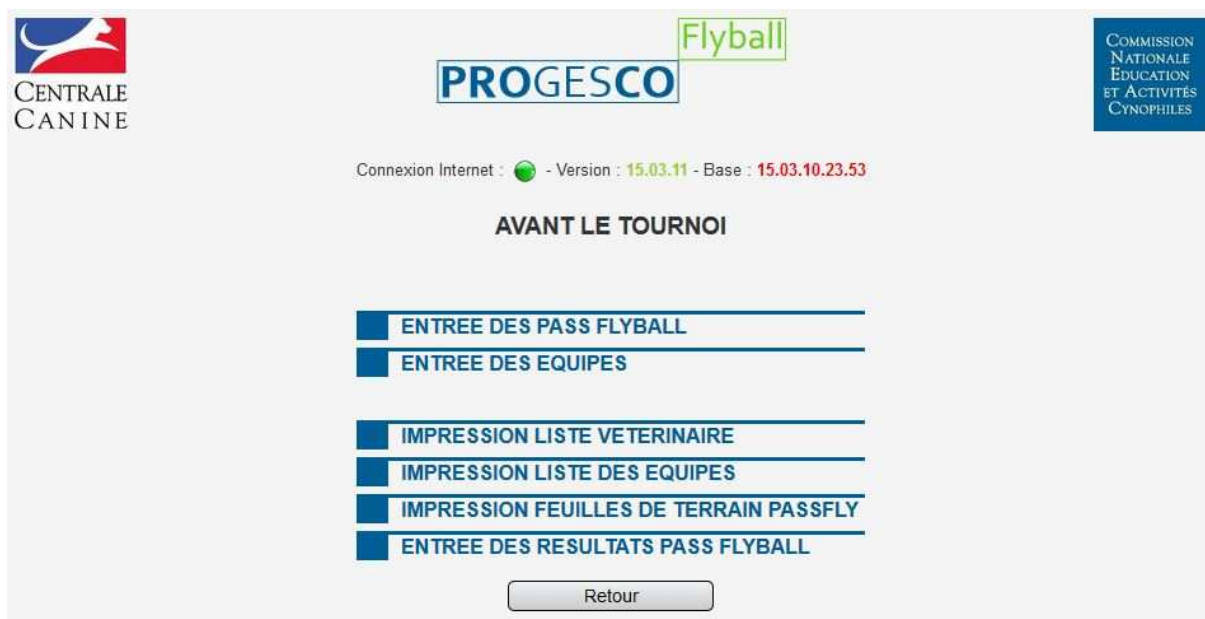 CENTRALE
CANINE
Flyball
PROGESCO
COMMISSION
NATIONALE
EDUCATION
ET ACTIVITÉS
CYNOPHILES
Connexion Internet : - Version : 15.03.11 - Base : 15.03.10.23.53
AVANT LE TOURNOI
ENTREE DES PASS FLYBALL
ENTREE DES EQUIPES
IMPRESSION LISTE VETERINAIRE
IMPRESSION LISTE DES EQUIPES
IMPRESSION FEUILLES DE TERRAIN PASSFLY
ENTREE DES RESULTATS PASS FLYBALL
Retour